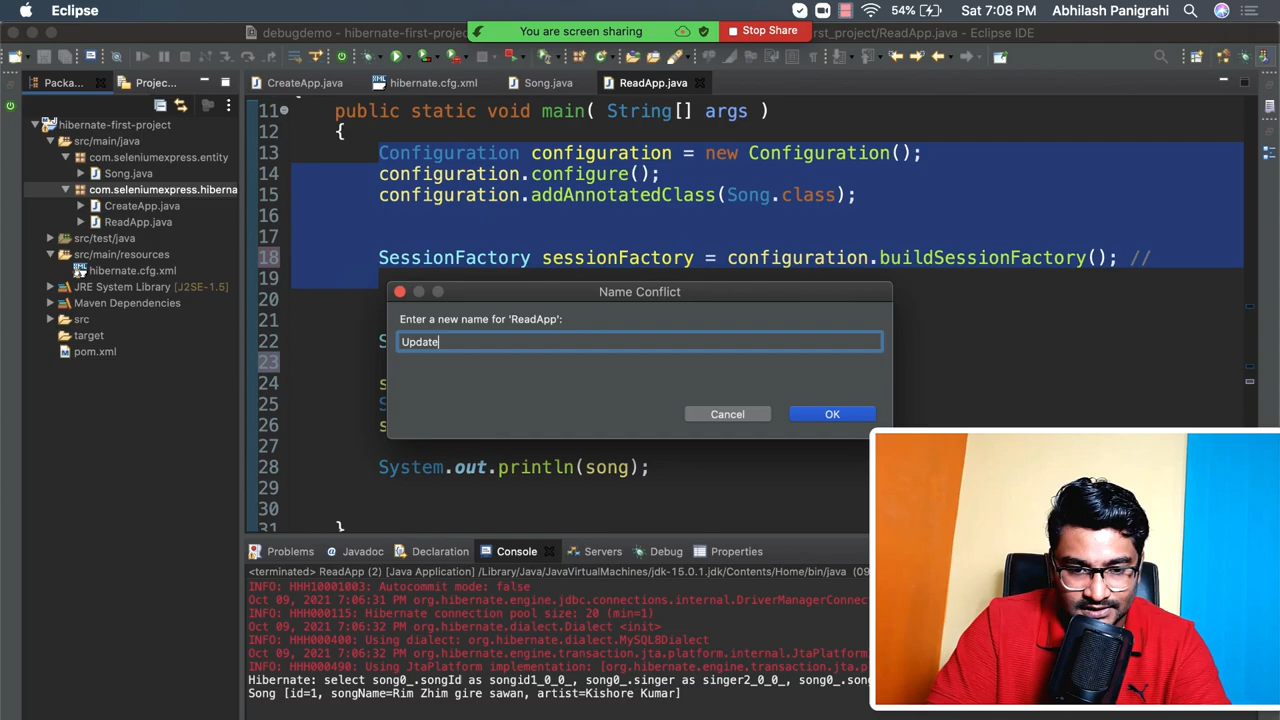 Eclipse
54%
Sat 7:08 PM
Abhilash Panigrahi
debugdemo - hibernate-first-proje
You are screen sharing
Stop Share
rst_project/ReadApp.java - Eclipse IDE
Packa...
Projec...
CreateApp.java
hibernate.cfg.xml
Song.java
ReadApp.java
hibernate-first-project
src/main/java
com.seleniumexpress.entity
Song.java
com.seleniumexpress.hiberna
CreateApp.java
ReadApp.java
src/test/java
src/main/resources
hibernate.cfg.xml
JRE System Library [J2SE-1.5]
Maven Dependencies
src
target
pom.xml
11 public static void main( String[] args )
12 {
13 Configuration configuration = new Configuration();
14 configuration.configure();
15 configuration.addAnnotatedClass(Song.class);
16
17
18 SessionFactory sessionFactory = configuration.buildSessionFactory(); //
19
20
21
22 S
23
24 s
25 S
26 s
27
28 System.out.println(song);
29
30
31 }
Name Conflict
Enter a new name for 'ReadApp':
Update
Cancel
OK
Problems
Javadoc
Declaration
Console
Servers
Debug
Properties
<terminated> ReadApp (2) [Java Application] /Library/Java/JavaVirtualMachines/jdk-15.0.1.jdk/Contents/Home/bin/java (09
INFO: HHH10001003: Autocommit mode: false
Oct 09, 2021 7:06:31 PM org.hibernate.engine.jdbc.connections.internal.DriverManagerConnec
INFO: HHH000115: Hibernate connection pool size: 20 (min=1)
Oct 09, 2021 7:06:32 PM org.hibernate.dialect.Dialect <init>
INFO: HHH000400: Using dialect: org.hibernate.dialect.MySQL8Dialect
Oct 09, 2021 7:06:32 PM org.hibernate.engine.transaction.jta.platform.internal.JtaPlatform
INFO: HHH000490: Using JtaPlatform implementation: [org.hibernate.engine.transaction.jta.p
Hibernate: select song0_.songId as songid1_0_0_, song0_.singer as singer2_0_0_, song0_.
Song [id=1, songName=Rim Zhim gire sawan, artist=Kishore Kumar]